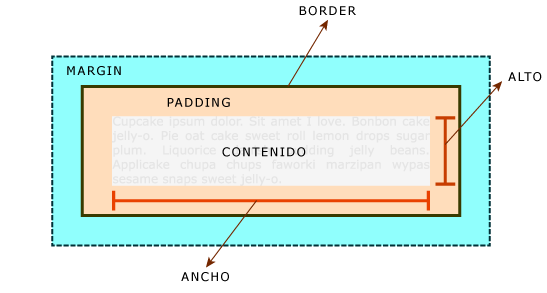 BORDER
MARGIN
ALTO
PADDING
Cupcake ipsum dolor. Sit amet I love. Bonbon cake
jelly-o. Pie oat cake sweet roll lemon drops sugar
plum. Liquorice pudding jelly beans.
CONTENIDO
Applicake chupa chups faworki marzipan wypas
sesame snaps sweet jelly-o.
ANCHO